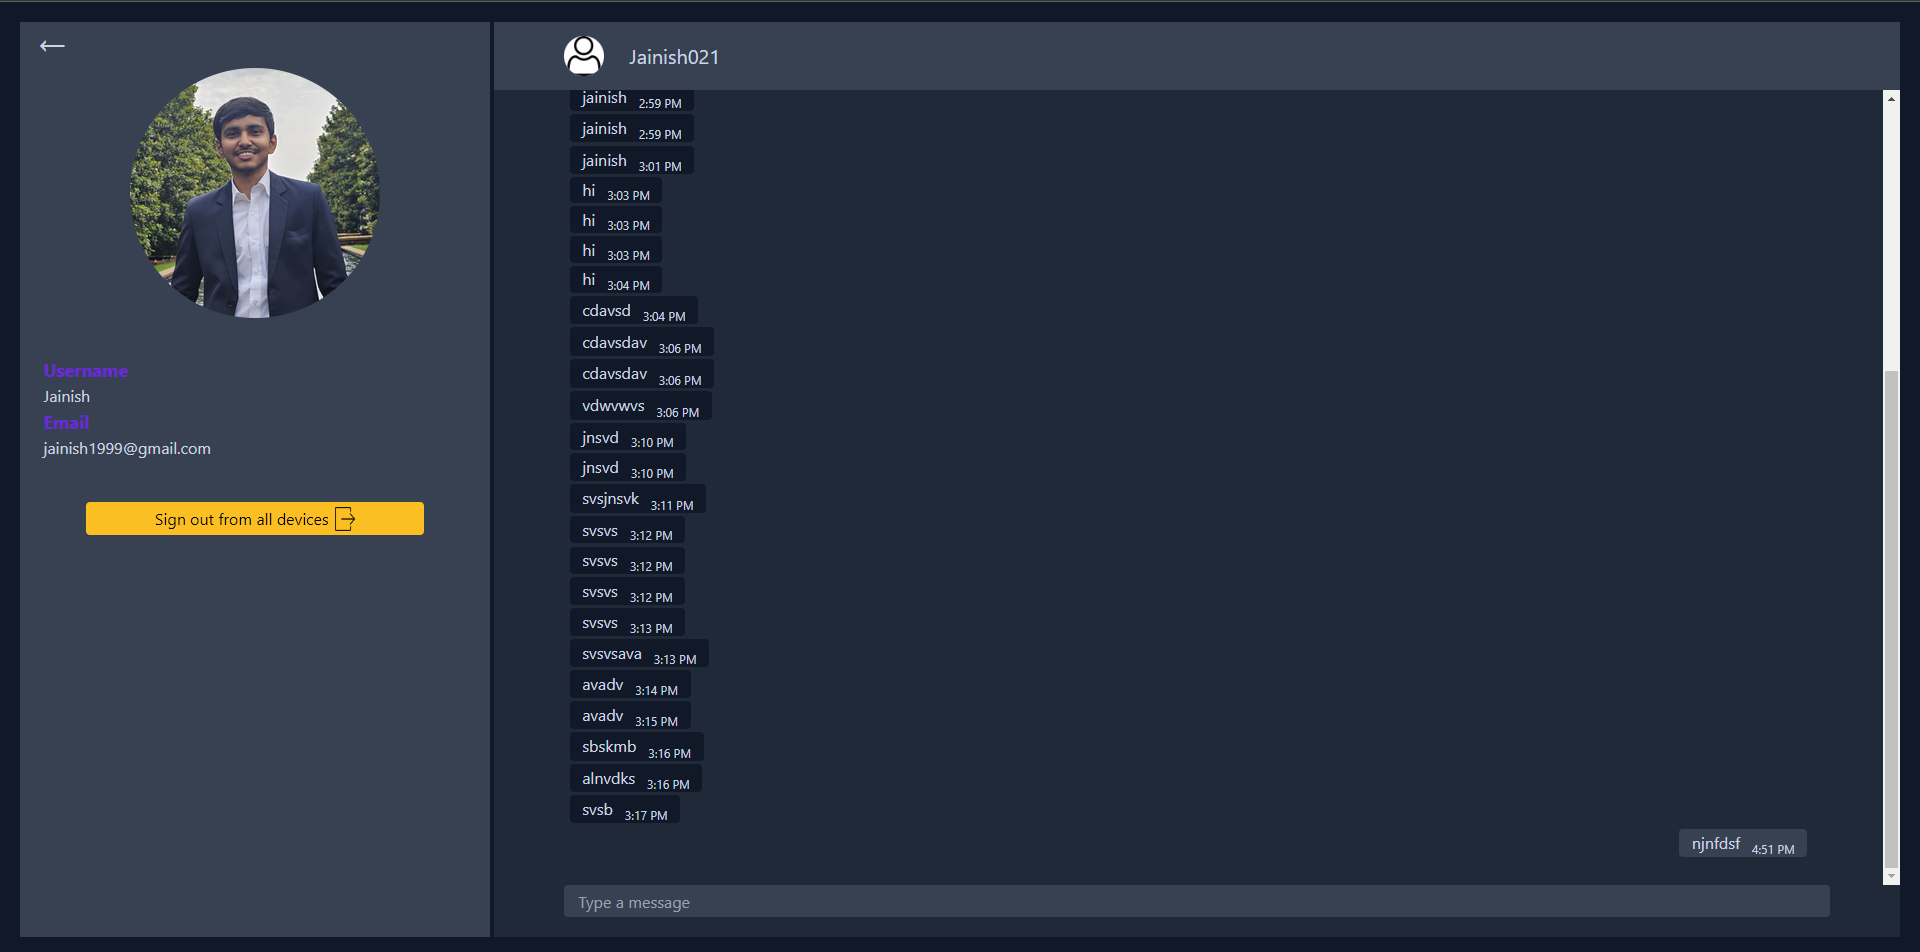 Username
Jainish
Email
jainish1999@gmail.com
Sign out from all devices
Jainish021
jainish 2:59 PM
jainish 2:59 PM
jainish 3:01 PM
hi 3:03 PM
hi 3:03 PM
hi 3:03 PM
hi 3:04 PM
cdavsd 3:04 PM
cdavsdav 3:06 PM
cdavsdav 3:06 PM
vdwvwvs 3:06 PM
jnsvd 3:10 PM
jnsvd 3:10 PM
svsjnsvk 3:11 PM
svsvs 3:12 PM
svsvs 3:12 PM
svsvs 3:12 PM
svsvs 3:13 PM
svsvsava 3:13 PM
avadv 3:14 PM
avadv 3:15 PM
sbskmb 3:16 PM
alnvdks 3:16 PM
svsb 3:17 PM
njnfdsf 4:51 PM
Type a message